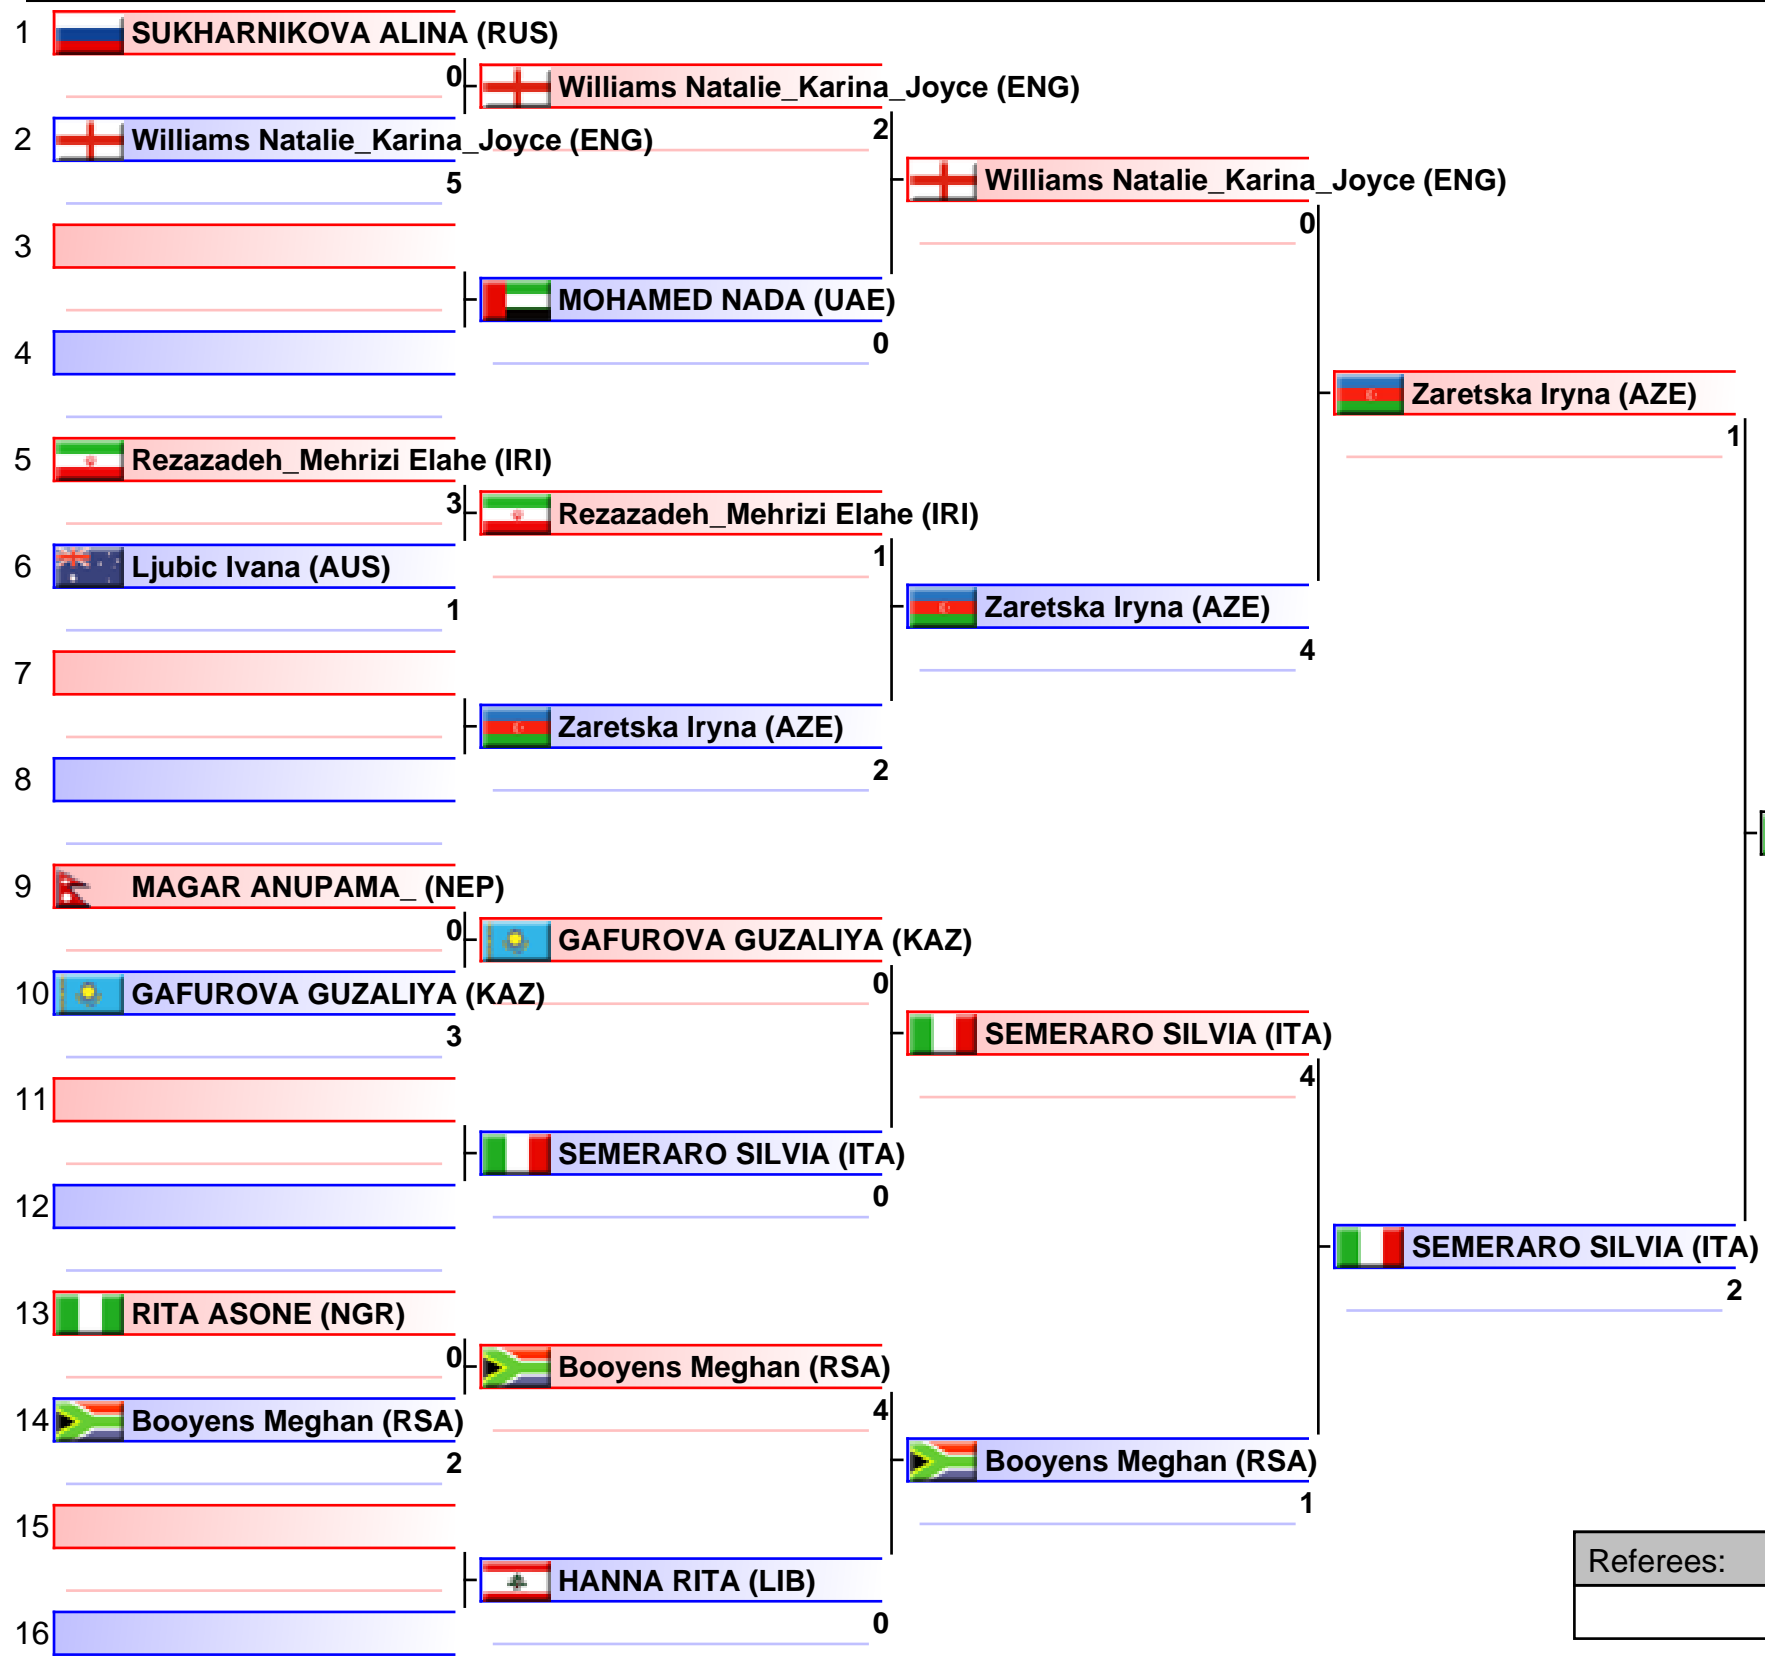 1 SUKHARNIKOVA ALINA (RUS)
0
Williams Natalie_Karina_Joyce (ENG)
2
2 Williams Natalie_Karina_Joyce (ENG)
5
Williams Natalie_Karina_Joyce (ENG)
0
3
MOHAMED NADA (UAE)
0
4
Zaretska Iryna (AZE)
1
5 Rezazadeh_Mehrizi Elahe (IRI)
3
Rezazadeh_Mehrizi Elahe (IRI)
1
6 Ljubic Ivana (AUS)
1
Zaretska Iryna (AZE)
4
7
Zaretska Iryna (AZE)
2
8
9 MAGAR ANUPAMA_ (NEP)
0
GAFUROVA GUZALIYA (KAZ)
0
10 GAFUROVA GUZALIYA (KAZ)
3
SEMERARO SILVIA (ITA)
4
11
SEMERARO SILVIA (ITA)
0
12
SEMERARO SILVIA (ITA)
2
13 RITA ASONE (NGR)
0
Booyens Meghan (RSA)
4
14 Booyens Meghan (RSA)
2
Booyens Meghan (RSA)
1
15
HANNA RITA (LIB)
0
16
Referees: